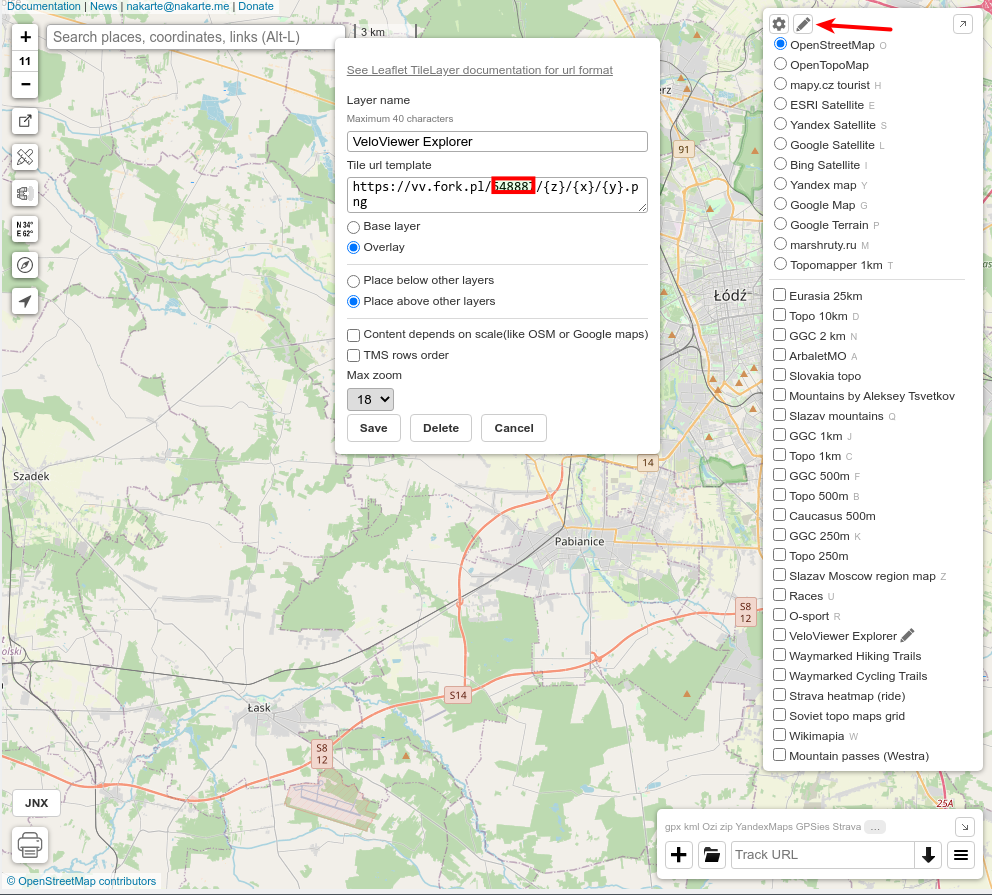 Documentation | News | nakarte@nakarte.me | Donate
+
11
−
Search places, coordinates, links (Alt-L)
3 km
N 34°
E 62°
See Leaflet TileLayer documentation for url format
Layer name
Maximum 40 characters
VeloViewer Explorer
Tile url template
https://vv.fork.pl/548887/{z}/{x}/{y}.p
ng
Base layer
Overlay
Place below other layers
Place above other layers
Content depends on scale(like OSM or Google maps)
TMS rows order
Max zoom
18
Save
Delete
Cancel
OpenStreetMap O
OpenTopoMap
mapy.cz tourist H
ESRI Satellite E
Yandex Satellite S
Google Satellite L
Bing Satellite I
Yandex map Y
Google Map G
Google Terrain P
marshruty.ru M
Topomapper 1km T
Eurasia 25km
Topo 10km D
GGC 2 km N
ArbaletMO A
Slovakia topo
Mountains by Aleksey Tsvetkov
Slazav mountains Q
GGC 1km J
Topo 1km C
GGC 500m F
Topo 500m B
Caucasus 500m
GGC 250m K
Topo 250m
Slazav Moscow region map Z
Races U
O-sport R
VeloViewer Explorer
Waymarked Hiking Trails
Waymarked Cycling Trails
Strava heatmap (ride)
Soviet topo maps grid
Wikimapia W
Mountain passes (Westra)
91
Łódź
14
Szadek
Pabianice
S8
12
olski
S14
Łask
S8
12
25A
JNX
gpx kml Ozi zip YandexMaps GPSies Strava ...
Track URL
© OpenStreetMap contributors